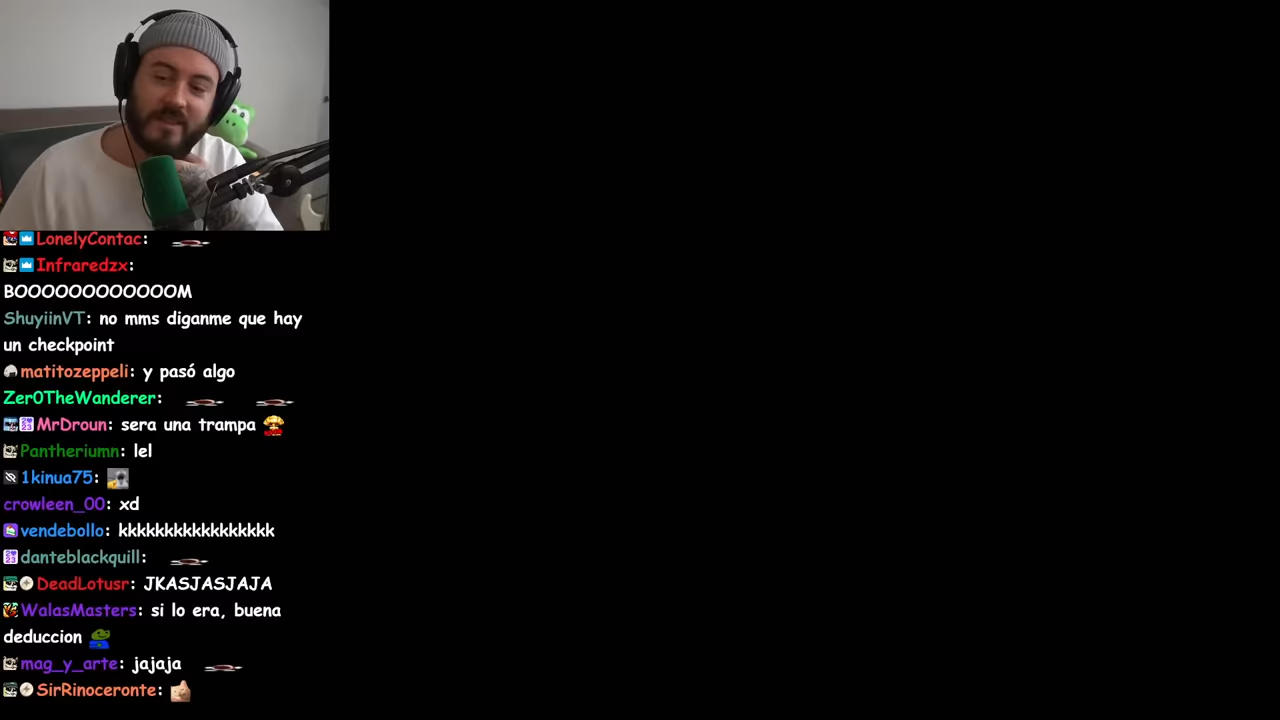 LonelyContac:
Infraredzx:
BOOOOOOOOOOOOM
ShuyiinVT: no mms diganme que hay
un checkpoint
matitozeppeli: y pasó algo
Zer0TheWanderer:
MrDroun: sera una trampa
Pantheriumn: lel
1kinua75:
crowleen_00: xd
vendebollo: kkkkkkkkkkkkkkkkk
danteblackquill:
DeadLotusr: JKASJASJAJA
WalasMasters: si lo era, buena
deduccion
mag_y_arte: jajaja
SirRinoceronte: